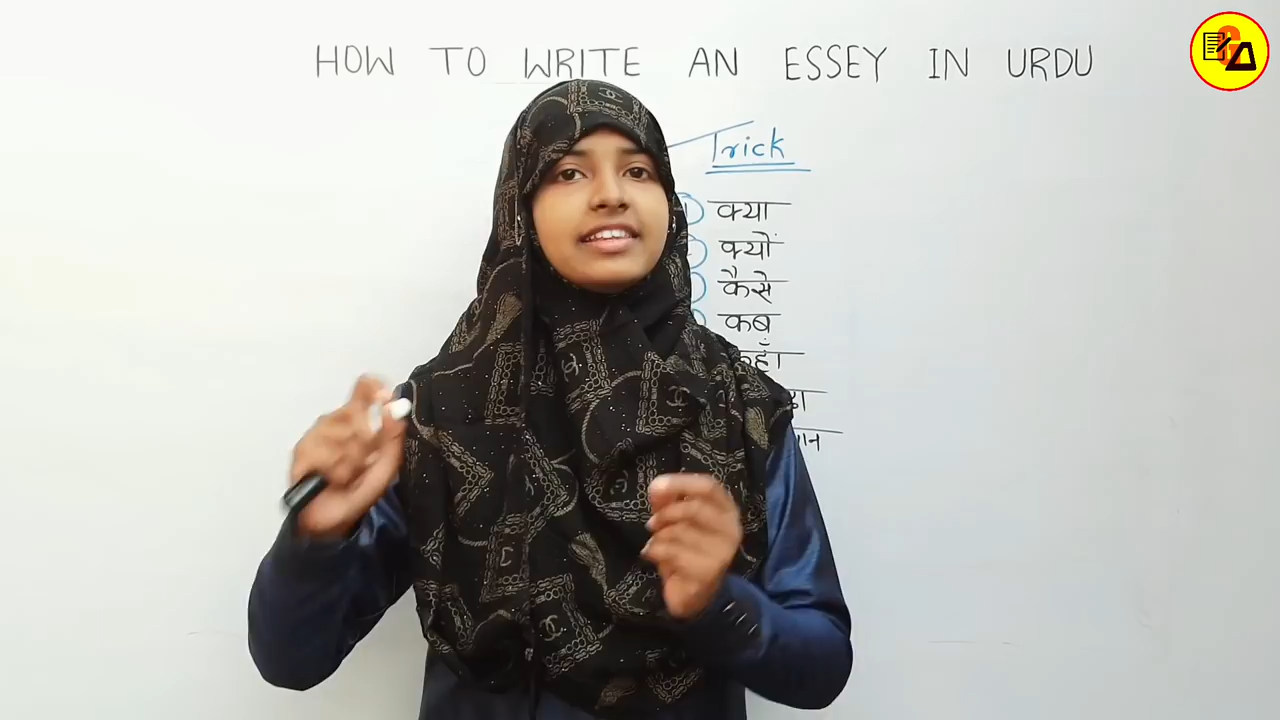 HOW TO WRITE AN ESSEY IN URDU
Trick
क्या
क्यों
कैसे
कब